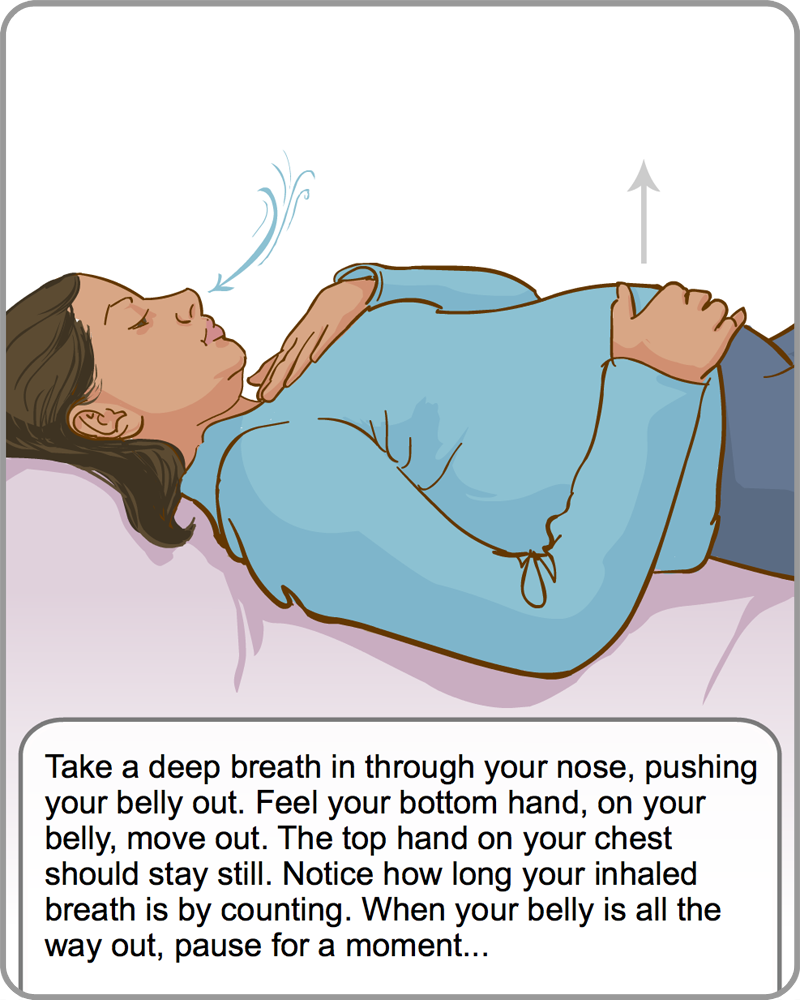 Take a deep breath in through your nose, pushing
your belly out. Feel your bottom hand, on your
belly, move out. The top hand on your chest
should stay still. Notice how long your inhaled
breath is by counting. When your belly is all the
way out, pause for a moment...